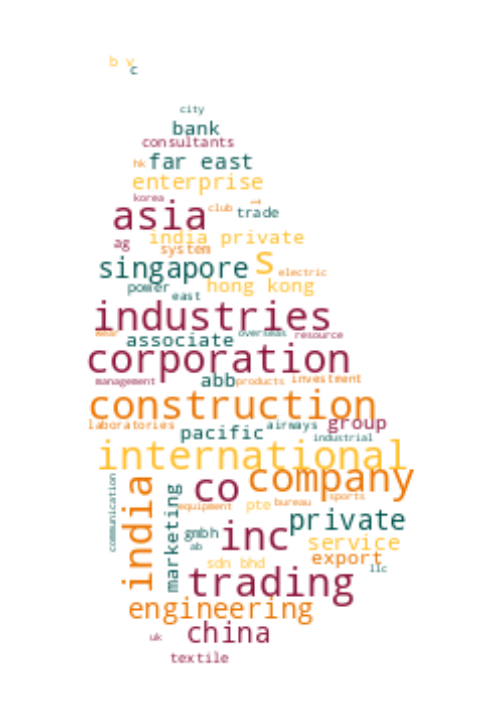 b v
c
city
bank
consultants
hk far east
enterprise
korea
asia club trade
ag india private
system
singapore s electric
power hong kong
east
industries
overseas resource
associate
corporation
management abb products investment
construction
laboratories airways group
pacific industrial
international
company
communication india marketing co sports
equipment pte bureau
private
gmbh inc service
ab export
sdn bhd llc
trading
engineering
uk china
textile